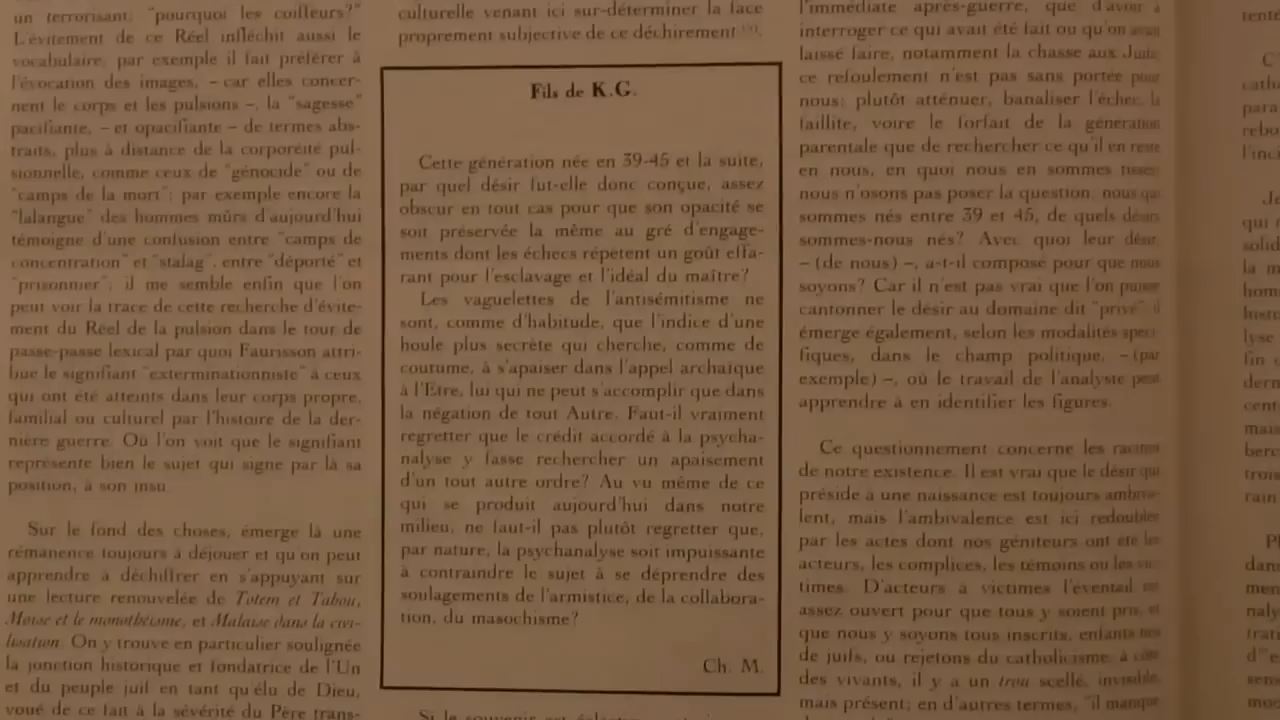 un terrorisant, "pourquoi les coiffeurs?"
L'évitement de ce Réel infléchit aussi le
vocabulaire, par exemple il fait préférer à
l'évocation des images, – car elles concer-
nent le corps et les pulsions –, la "sagesse"
pacifiante, – et opacifiante – de termes abs-
traits, plus à distance de la corporéité pul-
sionnelle, comme ceux de "génocide" ou de
"camps de la mort"; par exemple encore la
"lalangue" des hommes mûrs d'aujourd'hui
témoigne d'une confusion entre "camps de
concentration" et "stalag", entre "déporté" et
"prisonnier", il me semble enfin que l'on
peut voir la trace de cette recherche d'évite-
ment du Réel de la pulsion dans le tour de
passe-passe lexical par quoi Faurisson attri-
bue le signifiant "exterminationniste" à ceux
qui ont été atteints dans leur corps propre,
familial ou culturel par l'histoire de la der-
nière guerre. Où l'on voit que le signifiant
représente bien le sujet qui signe par là sa
position, à son insu.
Sur le fond des choses, émerge là une
rémanence toujours à déjouer et qu'on peut
apprendre à déchiffrer en s'appuyant sur
une lecture renouvelée de Totem et Tabou,
Moïse et le monothéisme, et Malaise dans la civi-
lisation. On y trouve en particulier soulignée
la jonction historique et fondatrice de l'Un
et du peuple juif en tant qu'élu de Dieu,
voué de ce fait à la sévérité du Père trans-
culturelle venant ici sur-déterminer la face
proprement subjective de ce déchirement
Fils de K.G.
Cette génération née en 39-45 et la suite,
par quel désir fut-elle donc conçue, assez
obscur en tout cas pour que son opacité se
soit préservée la même au gré d'engage-
ments dont les échecs répètent un goût effa-
rant pour l'esclavage et l'idéal du maître?
Les vaguelettes de l'antisémitisme ne
sont, comme d'habitude, que l'indice d'une
houle plus secrète qui cherche, comme de
coutume, à s'apaiser dans l'appel archaïque
à l'Etre, lui qui ne peut s'accomplir que dans
la négation de tout Autre. Faut-il vraiment
regretter que le crédit accordé à la psycha-
nalyse y fasse rechercher un apaisement
d'un tout autre ordre? Au vu même de ce
qui se produit aujourd'hui dans notre
milieu, ne faut-il pas plutôt regretter que,
par nature, la psychanalyse soit impuissante
à contraindre le sujet à se déprendre des
soulagements de l'armistice, de la collabora-
tion, du masochisme?
Ch. M.
l'immédiate après-guerre, que d'avoir à
interroger ce qui avait été fait ou qu'on avait
laissé faire, notamment la chasse aux Juifs;
ce refoulement n'est pas sans portée pour
nous: plutôt atténuer, banaliser l'échec, la
faillite, voire le forfait de la génération
parentale que de rechercher ce qu'il en reste
en nous, en quoi nous en sommes tissés;
nous n'osons pas poser la question: nous qui
sommes nés entre 39 et 45, de quels désirs
sommes-nous nés? Avec quoi leur désir,
– (de nous) –, a-t-il composé pour que nous
soyons? Car il n'est pas vrai que l'on puisse
cantonner le désir au domaine dit "privé" il
émerge également, selon les modalités spéci-
fiques, dans le champ politique, – (par
exemple) –, où le travail de l'analyste peut
apprendre à en identifier les figures.
Ce questionnement concerne les racines
de notre existence. Il est vrai que le désir qui
préside à une naissance est toujours ambiva-
lent, mais l'ambivalence est ici redoublée
par les actes dont nos géniteurs ont été les
acteurs, les complices, les témoins ou les vic-
times. D'acteurs à victimes l'éventail est
assez ouvert pour que tous y soient pris, et
que nous y soyons tous inscrits, enfants
de juifs, ou rejetons du catholicisme; à côté
des vivants, il y a un trou scellé, invisible,
mais présent; en d'autres termes, "il manque